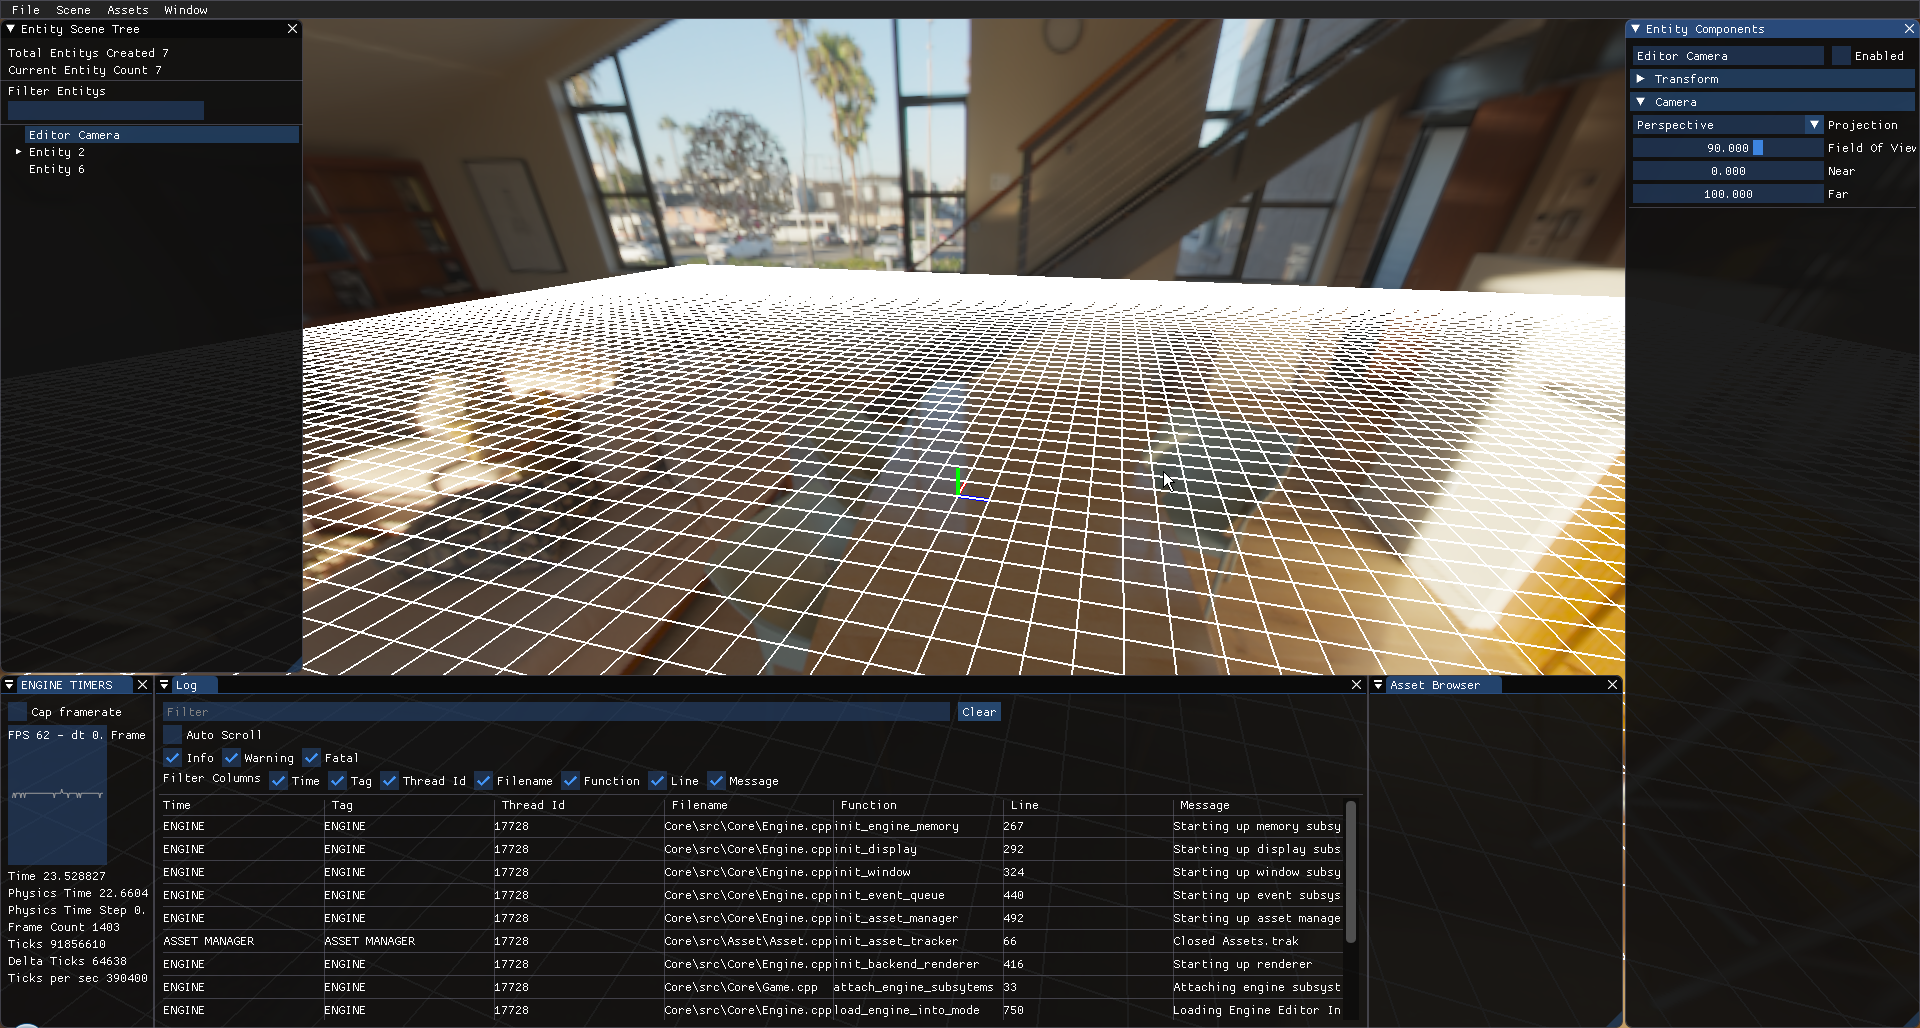 File Scene Assets Window
Entity Scene Tree
Total Entitys Created 7
Current Entity Count 7
Filter Entitys
Editor Camera
Entity 2
Entity 6
Entity Components
Editor Camera Enabled
Transform
Camera
Perspective Projection
90.000 Field Of View
0.000 Near
100.000 Far
ENGINE TIMERS
Cap framerate
FPS 62 - dt 0. Frame
Time 23.528827
Physics Time 22.6604
Physics Time Step 0.
Frame Count 1403
Ticks 91856610
Delta Ticks 64638
Ticks per sec 390400
Log
Filter Clear
Auto Scroll
Info Warning Fatal
Filter Columns Time Tag Thread Id Filename Function Line Message
Time Tag Thread Id Filename Function Line Message
ENGINE ENGINE 17728 Core\src\Core\Engine.cpp init_engine_memory 267 Starting up memory subsy
ENGINE ENGINE 17728 Core\src\Core\Engine.cpp init_display 292 Starting up display subs
ENGINE ENGINE 17728 Core\src\Core\Engine.cpp init_window 324 Starting up window subsy
ENGINE ENGINE 17728 Core\src\Core\Engine.cpp init_event_queue 440 Starting up event subsys
ENGINE ENGINE 17728 Core\src\Core\Engine.cpp init_asset_manager 492 Starting up asset manage
ASSET MANAGER ASSET MANAGER 17728 Core\src\Asset\Asset.cpp init_asset_tracker 66 Closed Assets.trak
ENGINE ENGINE 17728 Core\src\Core\Engine.cpp init_backend_renderer 416 Starting up renderer
ENGINE ENGINE 17728 Core\src\Core\Game.cpp attach_engine_subsytems 33 Attaching engine subsyst
ENGINE ENGINE 17728 Core\src\Core\Engine.cpp load_engine_into_mode 750 Loading Engine Editor In
Asset Browser